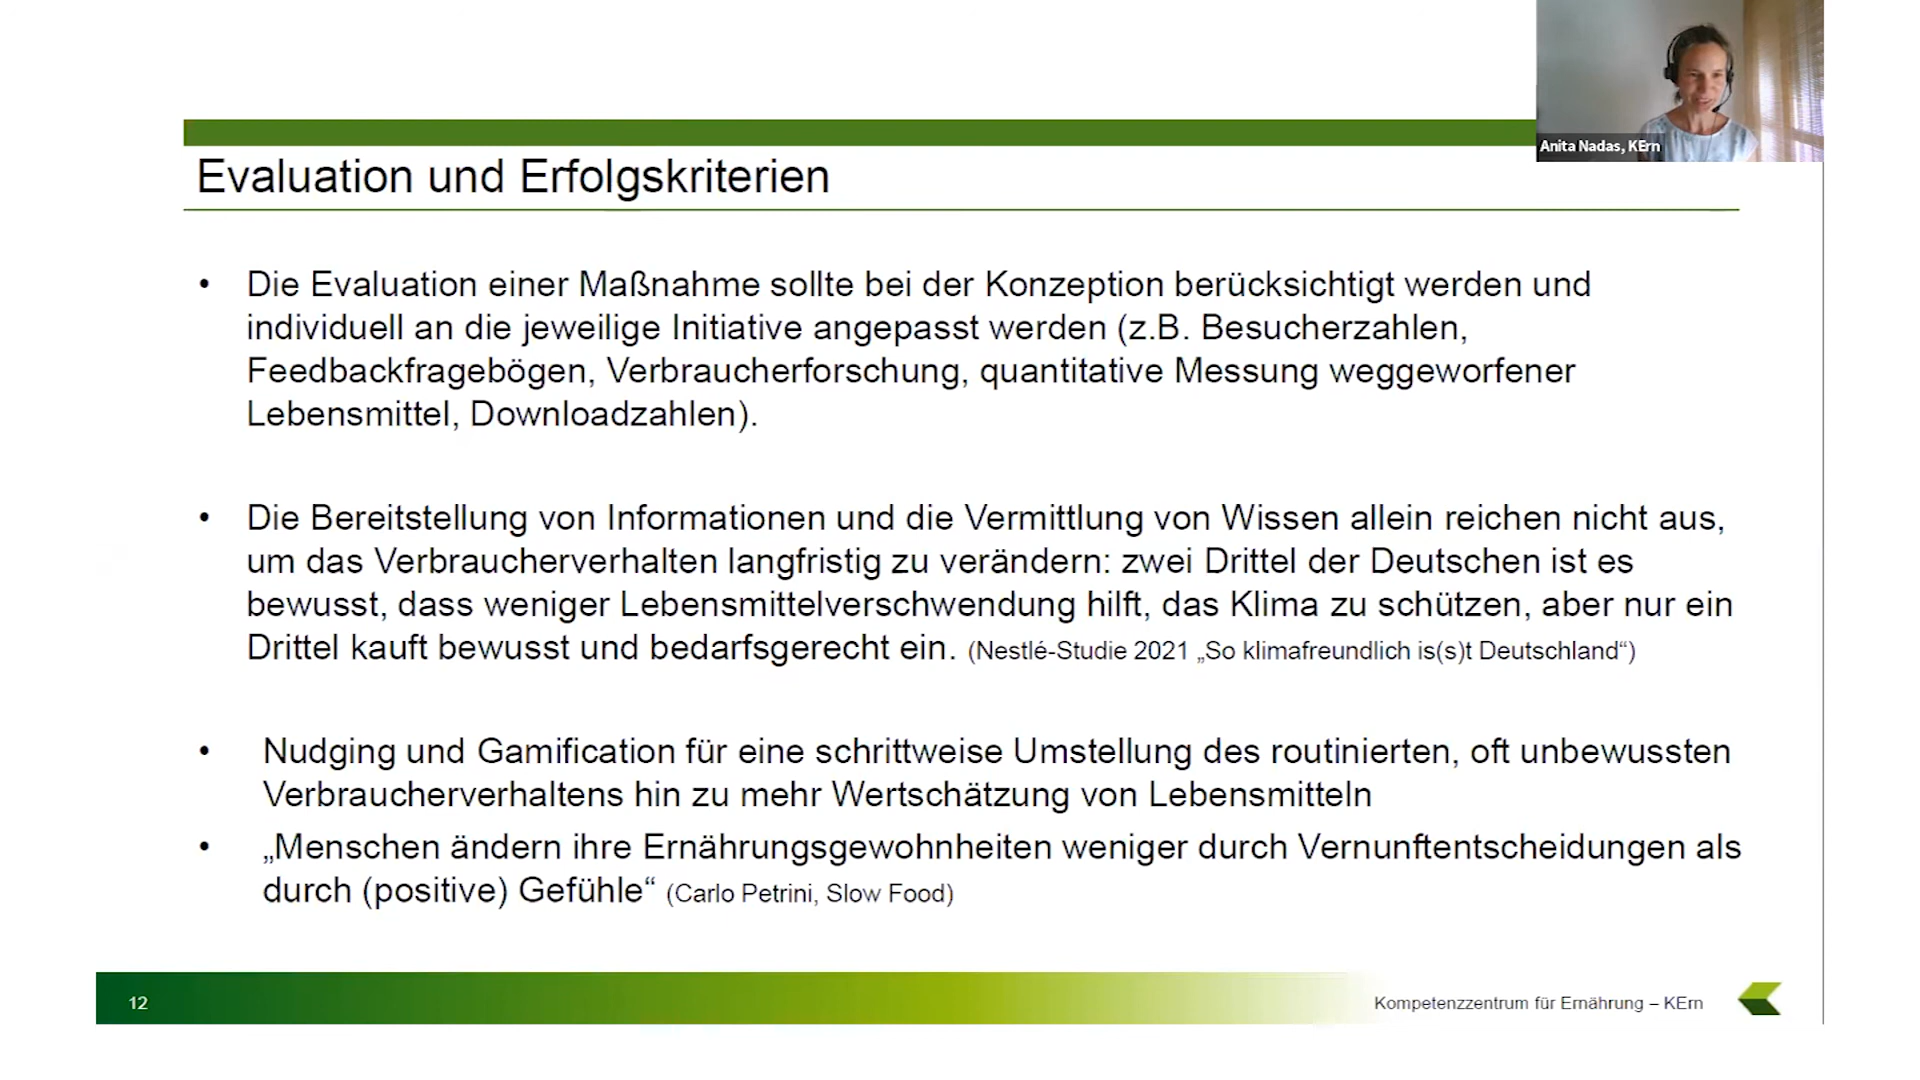 Anita Nadas, KErn
Evaluation und Erfolgskriterien
• Die Evaluation einer Maßnahme sollte bei der Konzeption berücksichtigt werden und
individuell an die jeweilige Initiative angepasst werden (z.B. Besucherzahlen,
Feedbackfragebögen, Verbraucherforschung, quantitative Messung weggeworfener
Lebensmittel, Downloadzahlen).
• Die Bereitstellung von Informationen und die Vermittlung von Wissen allein reichen nicht aus,
um das Verbraucherverhalten langfristig zu verändern: zwei Drittel der Deutschen ist es
bewusst, dass weniger Lebensmittelverschwendung hilft, das Klima zu schützen, aber nur ein
Drittel kauft bewusst und bedarfsgerecht ein. (Nestlé-Studie 2021 „So klimafreundlich is(s)t Deutschland“)
• Nudging und Gamification für eine schrittweise Umstellung des routinierten, oft unbewussten
Verbraucherverhaltens hin zu mehr Wertschätzung von Lebensmitteln
• „Menschen ändern ihre Ernährungsgewohnheiten weniger durch Vernunftentscheidungen als
durch (positive) Gefühle“ (Carlo Petrini, Slow Food)
12
Kompetenzzentrum für Ernährung – KErn